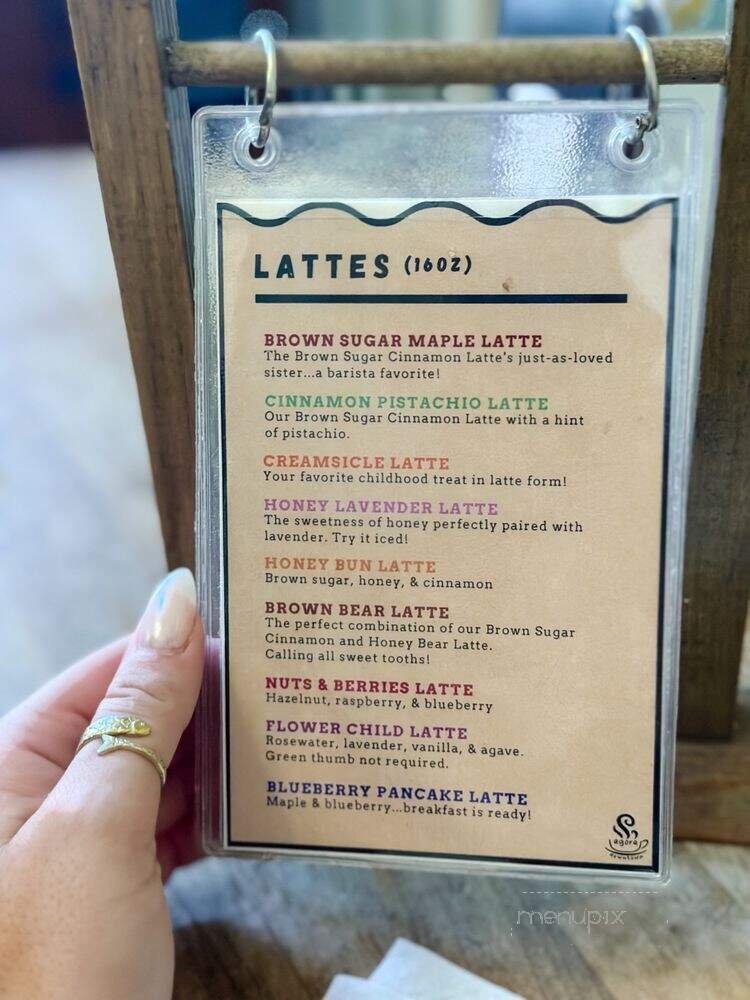 LATTES (16OZ)
BROWN SUGAR MAPLE LATTE
The Brown Sugar Cinnamon Latte's just-as-loved
sister...a barista favorite!
CINNAMON PISTACHIO LATTE
Our Brown Sugar Cinnamon Latte with a hint
of pistachio.
CREAMSICLE LATTE
Your favorite childhood treat in latte form!
HONEY LAVENDER LATTE
The sweetness of honey perfectly paired with
lavender. Try it iced!
HONEY BUN LATTE
Brown sugar, honey, & cinnamon
BROWN BEAR LATTE
The perfect combination of our Brown Sugar
Cinnamon and Honey Bear Latte.
Calling all sweet tooths!
NUTS & BERRIES LATTE
Hazelnut, raspberry, & blueberry
FLOWER CHILD LATTE
Rosewater, lavender, vanilla, & agave.
Green thumb not required.
BLUEBERRY PANCAKE LATTE
Maple & blueberry...breakfast is ready!
agora
downtown
menupix